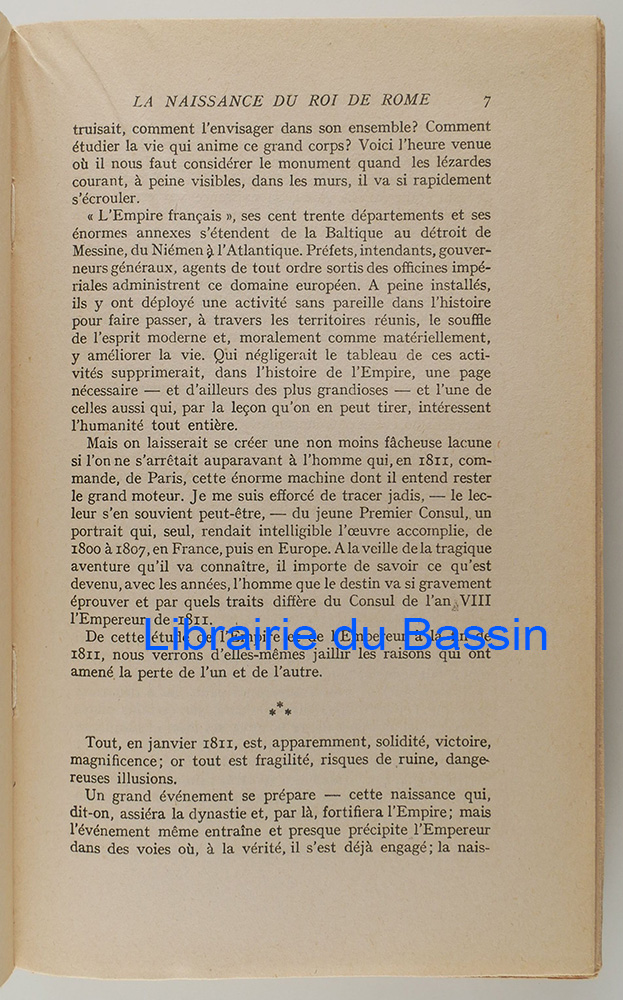 LA NAISSANCE DU ROI DE ROME 7
truisait, comment l'envisager dans son ensemble? Comment
étudier la vie qui anime ce grand corps? Voici l'heure venue
où il nous faut considérer le monument quand les lézardes
courant, à peine visibles, dans les murs, il va si rapidement
s'écrouler.
« L'Empire français », ses cent trente départements et ses
énormes annexes s'étendent de la Baltique au détroit de
Messine, du Niémen à l'Atlantique. Préfets, intendants, gouver-
neurs généraux, agents de tout ordre sortis des officines impé-
riales administrent ce domaine européen. A peine installés,
ils y ont déployé une activité sans pareille dans l'histoire
pour faire passer, à travers les territoires réunis, le souffle
de l'esprit moderne et, moralement comme matériellement,
y améliorer la vie. Qui négligerait le tableau de ces acti-
vités supprimerait, dans l'histoire de l'Empire, une page
nécessaire — et d'ailleurs des plus grandioses — et l'une de
celles aussi qui, par la leçon qu'on en peut tirer, intéressent
l'humanité tout entière.
Mais on laisserait se créer une non moins fâcheuse lacune
si l'on ne s'arrêtait auparavant à l'homme qui, en 1811, com-
mande, de Paris, cette énorme machine dont il entend rester
le grand moteur. Je me suis efforcé de tracer jadis, — le lec-
leur s'en souvient peut-être, — du jeune Premier Consul, un
portrait qui, seul, rendait intelligible l'œuvre accomplie, de
1800 à 1807, en France, puis en Europe. A la veille de la tragique
aventure qu'il va connaître, il importe de savoir ce qu'est
devenu, avec les années, l'homme que le destin va si gravement
éprouver et par quels traits diffère du Consul de l'an VIII
l'Empereur de 1811.
De cette étude de l'Empire et de l'Empereur à la fin de
Librairie du Bassin
1811, nous verrons d'elles-mêmes jaillir les raisons qui ont
amené la perte de l'un et de l'autre.
***
Tout, en janvier 1811, est, apparemment, solidité, victoire,
magnificence; or tout est fragilité, risques de ruine, dange-
reuses illusions.
Un grand événement se prépare — cette naissance qui,
dit-on, assiéra la dynastie et, par là, fortifiera l'Empire; mais
l'événement même entraîne et presque précipite l'Empereur
dans des voies où, à la vérité, il s'est déjà engagé; la nais-